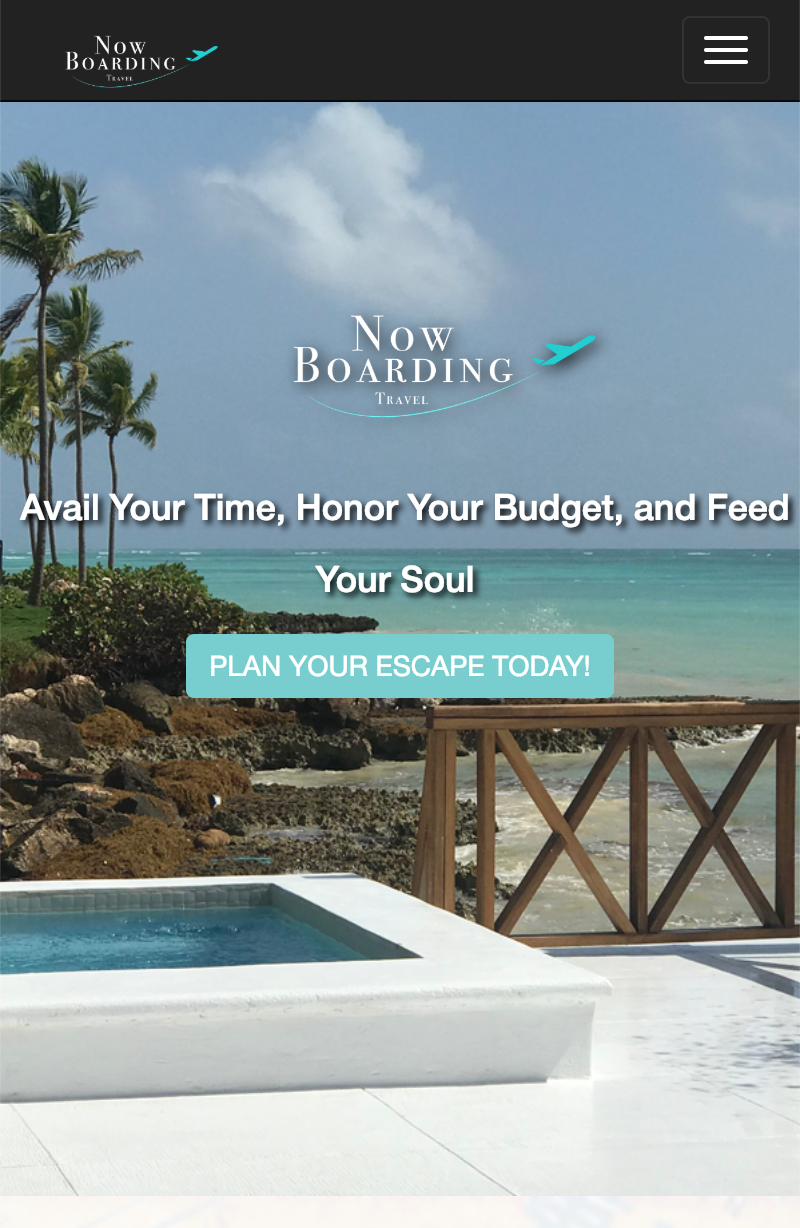 Now
Boarding
Travel
Now
Boarding
Travel
Avail Your Time, Honor Your Budget, and Feed
Your Soul
PLAN YOUR ESCAPE TODAY!